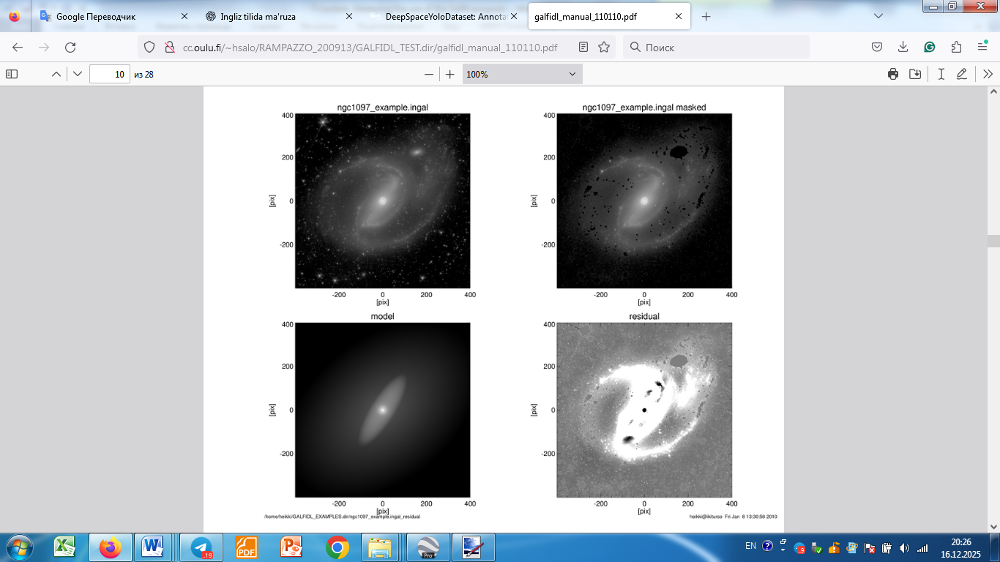 Google Переводчик
Ingliz tilida ma'ruza
DeepSpaceYoloDataset: Annota
galfidl_manual_110110.pdf
cc.oulu.fi/~hsalo/RAMPAZZO_200913/GALFIDL_TEST.dir/galfidl_manual_110110.pdf
Поиск
10 из 28
100%
ngc1097_example.ingal
400
200
0
-200
[pix]
-200 0 200 400
[pix]
ngc1097_example.ingal masked
400
200
0
-200
[pix]
-200 0 200 400
[pix]
model
400
200
0
-200
[pix]
-200 0 200 400
[pix]
residual
400
200
0
-200
[pix]
-200 0 200 400
[pix]
/home/heikki/GALFIDL_EXAMPLES.dir/ngc1097_example.ingal_residual
heikki@ikiturso Fri Jan 8 13:30:56 2010
19
PDF
Pro
EN
20:26
16.12.2025